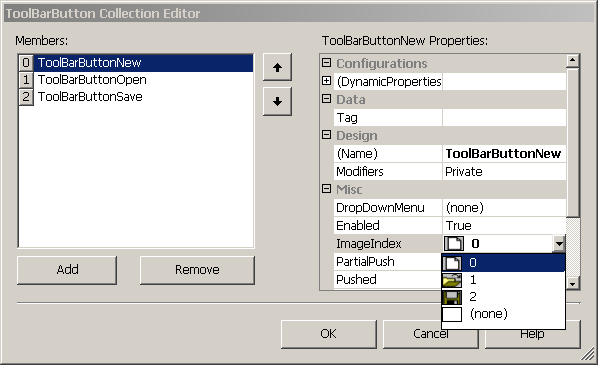 ToolBarButton Collection Editor
Members:
0 ToolBarButtonNew
1 ToolBarButtonOpen
2 ToolBarButtonSave
Add
Remove
ToolBarButtonNew Properties:
Configurations
(DynamicProperties
Data
Tag
Design
(Name) ToolBarButtonNew
Modifiers Private
Misc
DropDownMenu (none)
Enabled True
ImageIndex 0
PartialPush 0
Pushed 1
2
(none)
OK
Cancel
Help